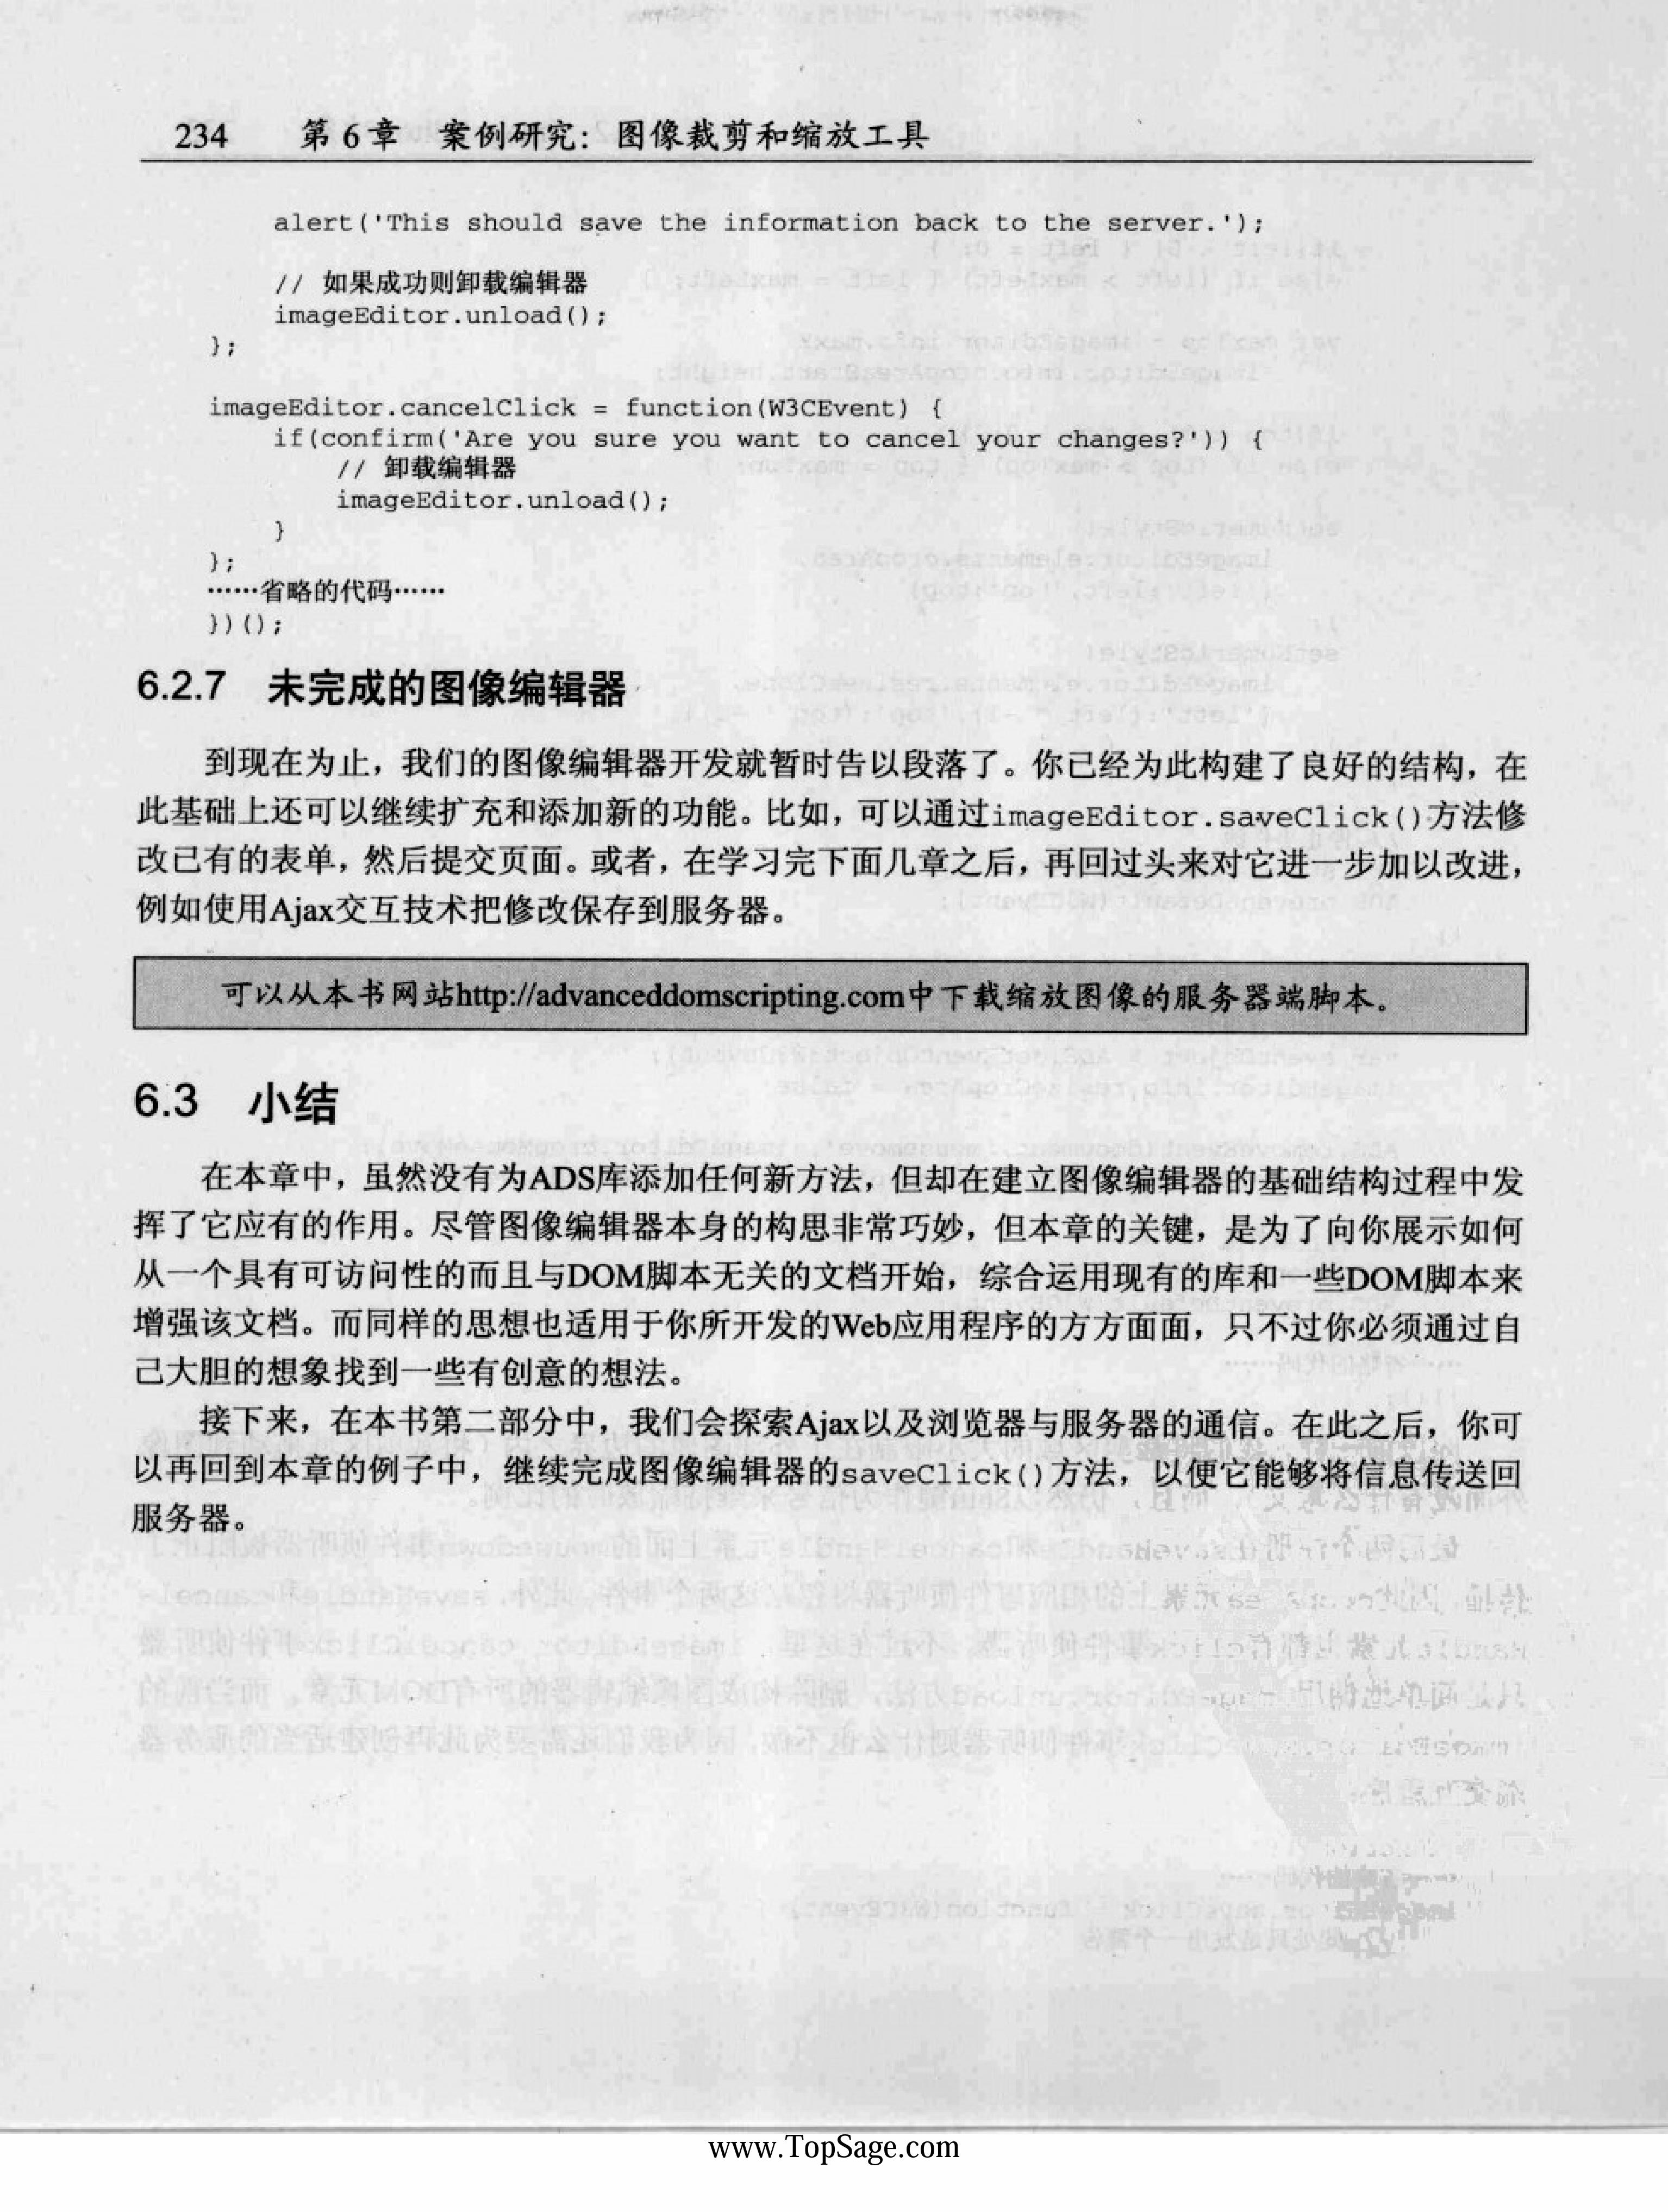 234 第 6 章 案例研究：图像裁剪和缩放工具
alert('This should save the information back to the server.');
// 如果成功则卸载编辑器
imageEditor.unload();
};
imageEditor.cancelClick = function(W3CEvent) {
if(confirm('Are you sure you want to cancel your changes?')) {
// 卸载编辑器
imageEditor.unload();
}
};
……省略的代码……
})();
6.2.7 未完成的图像编辑器
到现在为止，我们的图像编辑器开发就暂时告以段落了。你已经为此构建了良好的结构，在
此基础上还可以继续扩充和添加新的功能。比如，可以通过imageEditor.saveClick()方法修
改已有的表单，然后提交页面。或者，在学习完下面几章之后，再回过头来对它进一步加以改进，
例如使用Ajax交互技术把修改保存到服务器。
可以从本书网站http://advanceddomscripting.com中下载缩放图像的服务器端脚本。
6.3 小结
在本章中，虽然没有为ADS库添加任何新方法，但却在建立图像编辑器的基础结构过程中发
挥了它应有的作用。尽管图像编辑器本身的构思非常巧妙，但本章的关键，是为了向你展示如何
从一个具有可访问性的而且与DOM脚本无关的文档开始，综合运用现有的库和一些DOM脚本来
增强该文档。而同样的思想也适用于你所开发的Web应用程序的方方面面，只不过你必须通过自
己大胆的想象找到一些有创意的想法。
接下来，在本书第二部分中，我们会探索Ajax以及浏览器与服务器的通信。在此之后，你可
以再回到本章的例子中，继续完成图像编辑器的saveClick()方法，以便它能够将信息传送回
服务器。
www.TopSage.com